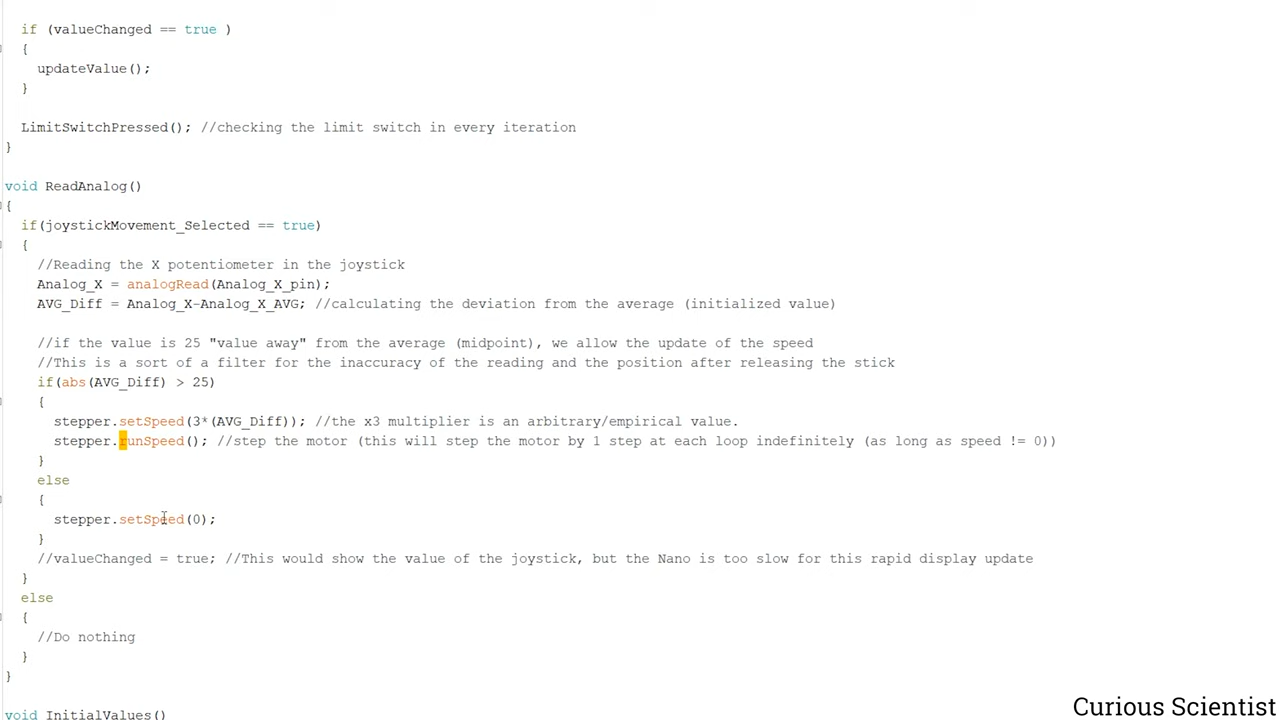 if (valueChanged == true )
{
updateValue();
}
LimitSwitchPressed(); //checking the limit switch in every iteration
}
void ReadAnalog()
{
if(joystickMovement_Selected == true)
{
//Reading the X potentiometer in the joystick
Analog_X = analogRead(Analog_X_pin);
AVG_Diff = Analog_X-Analog_X_AVG; //calculating the deviation from the average (initialized value)
//if the value is 25 "value away" from the average (midpoint), we allow the update of the speed
//This is a sort of a filter for the inaccuracy of the reading and the position after releasing the stick
if(abs(AVG_Diff) > 25)
{
stepper.setSpeed(3*(AVG_Diff)); //the x3 multiplier is an arbitrary/empirical value.
stepper.runSpeed(); //step the motor (this will step the motor by 1 step at each loop indefinitely (as long as speed != 0))
}
else
{
stepper.setSpeed(0);
}
//valueChanged = true; //This would show the value of the joystick, but the Nano is too slow for this rapid display update
}
else
{
//Do nothing
}
}
void InitialValues()
Curious Scientist